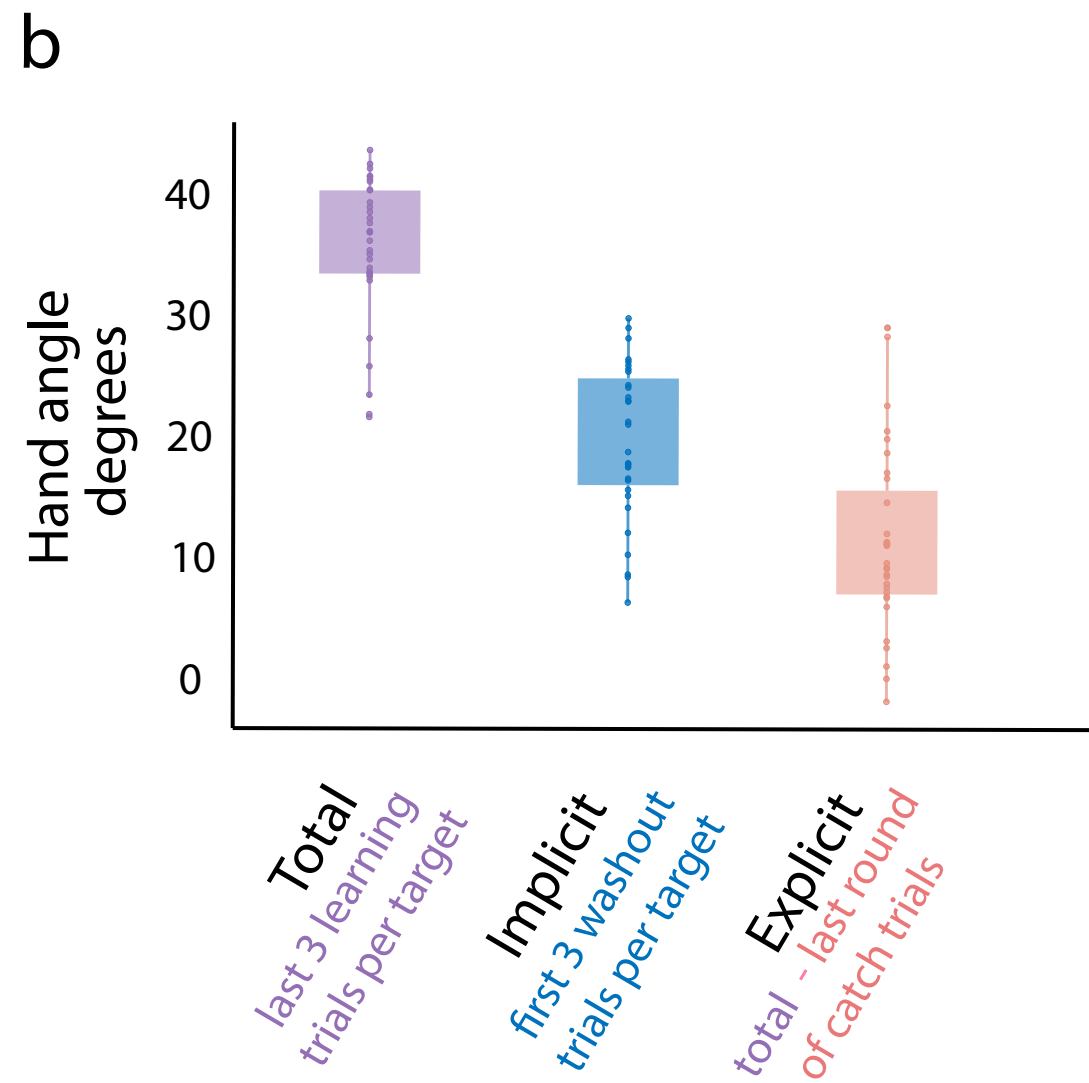 b
Hand angle
degrees
40
30
20
10
0
Total
last 3 learning
trials per target
Implicit
first 3 washout
trials per target
Explicit
total - last round
of catch trials